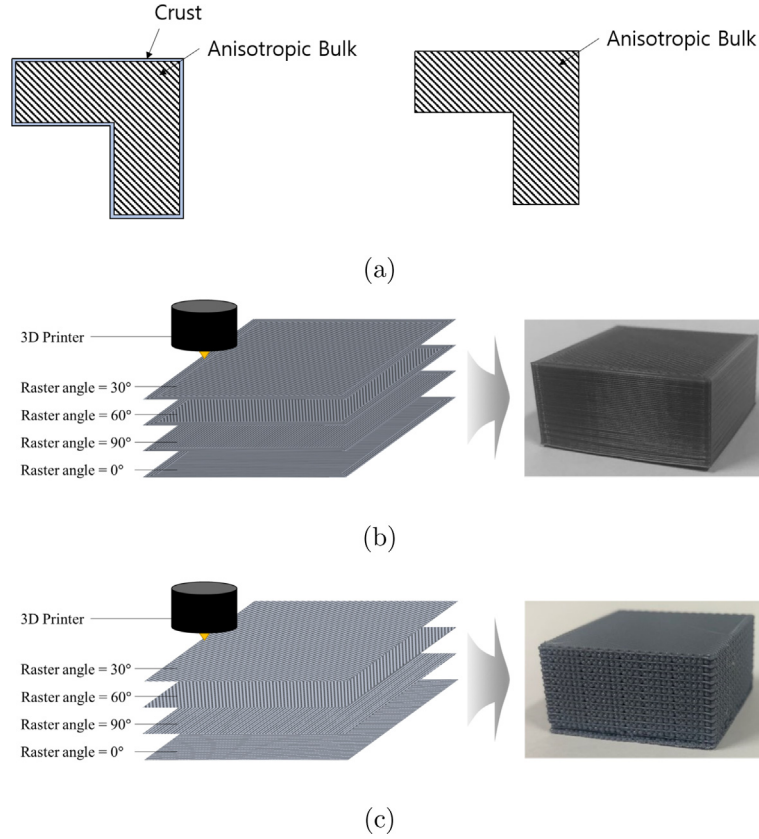 Crust
Anisotropic Bulk
Anisotropic Bulk
(a)
3D Printer
Raster angle = 30°
Raster angle = 60°
Raster angle = 90°
Raster angle = 0°
(b)
3D Printer
Raster angle = 30°
Raster angle = 60°
Raster angle = 90°
Raster angle = 0°
(c)